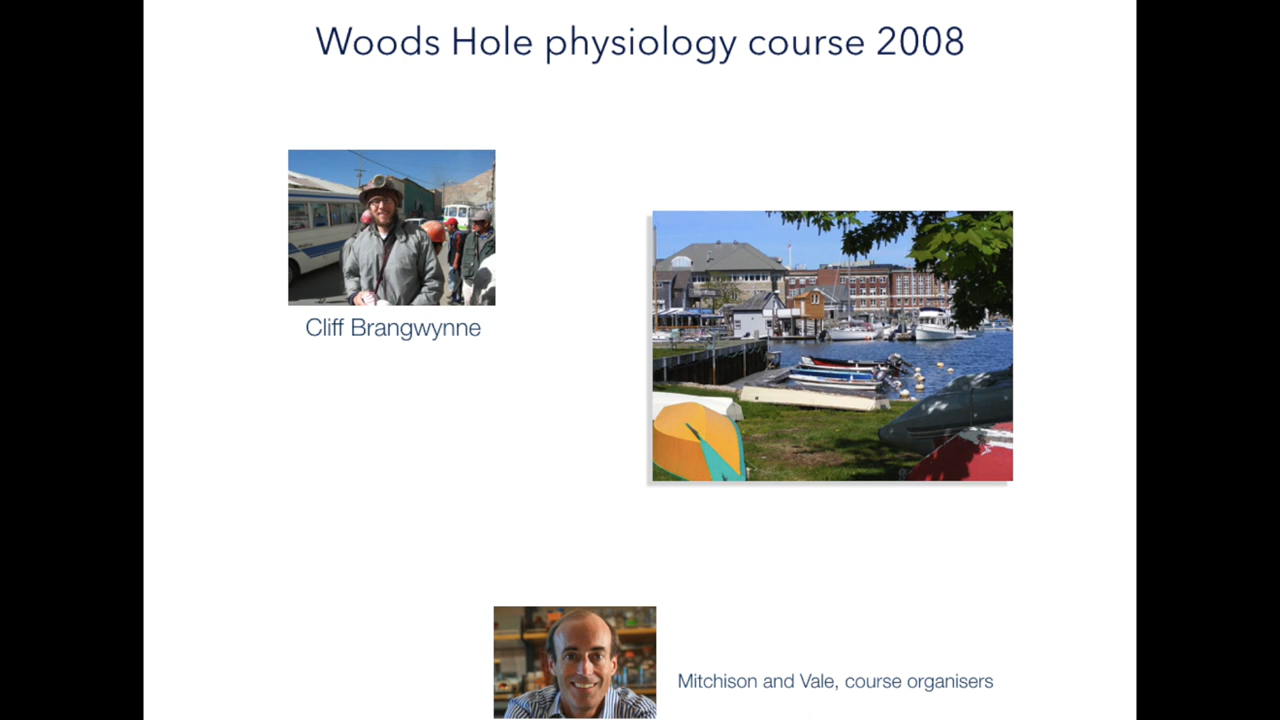 Woods Hole physiology course 2008
Cliff Brangwynne
Mitchison and Vale, course organisers